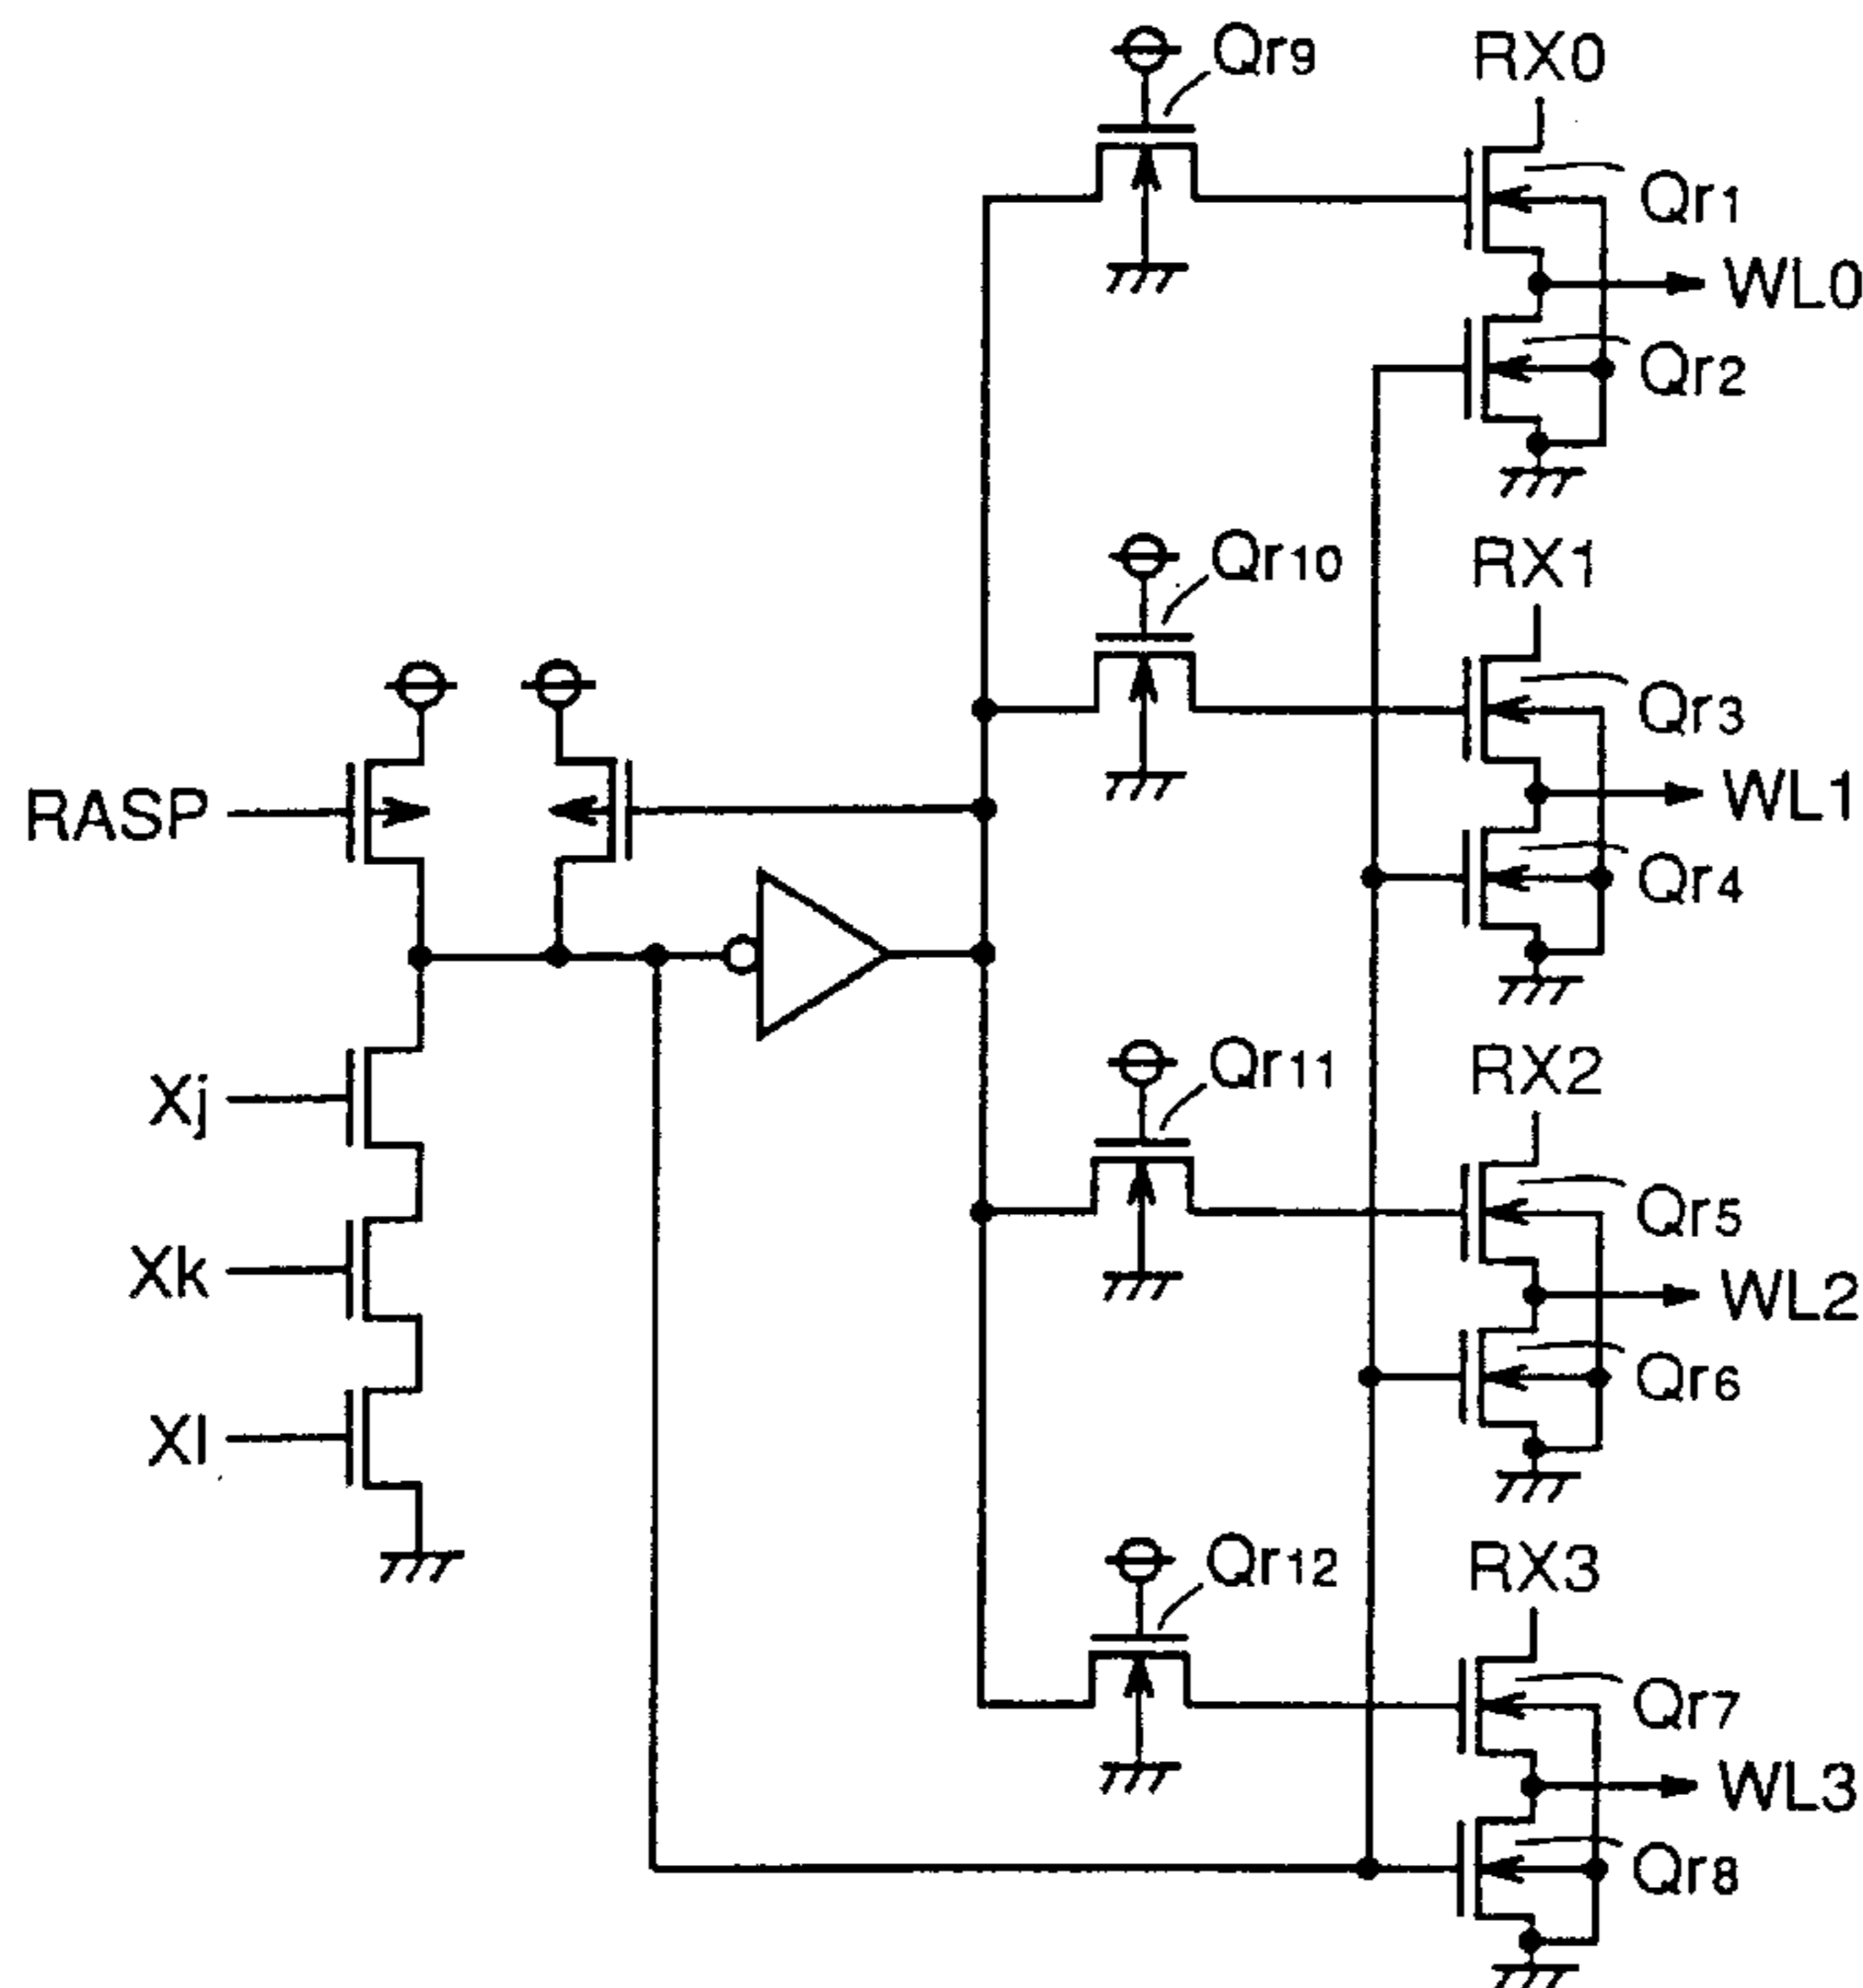 Qr9
RX0
Qr1
WL0
Qr2
Qr10
RX1
Qr3
RASP
WL1
Qr4
Qr11
RX2
Xj
Qr5
Xk
WL2
Qr6
Xl
Qr12
RX3
Qr7
WL3
Qr8